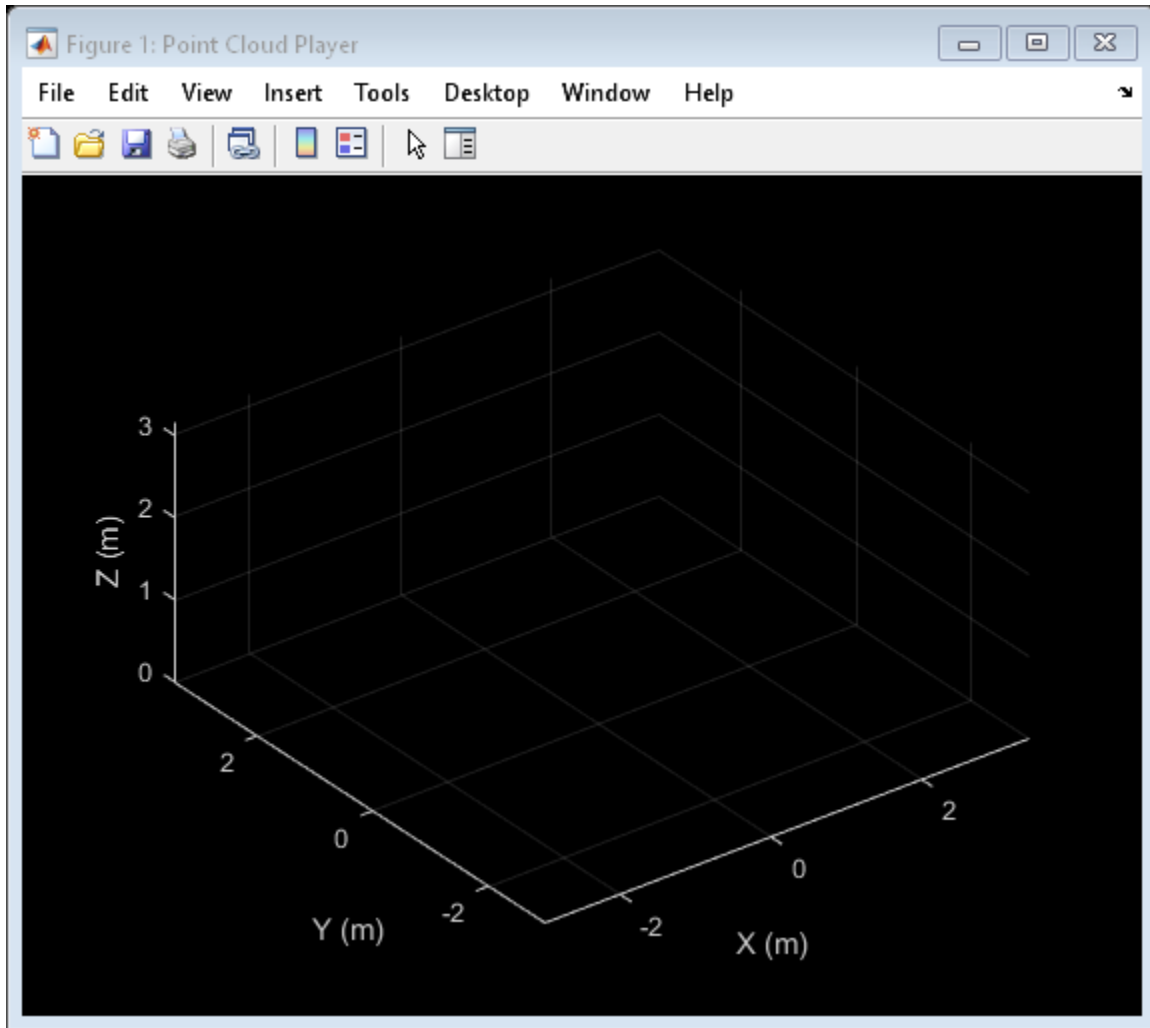 Figure 1: Point Cloud Player
File Edit View Insert Tools Desktop Window Help
3
2
1
0
Z (m)
2
0
-2
Y (m)
-2
0
2
X (m)